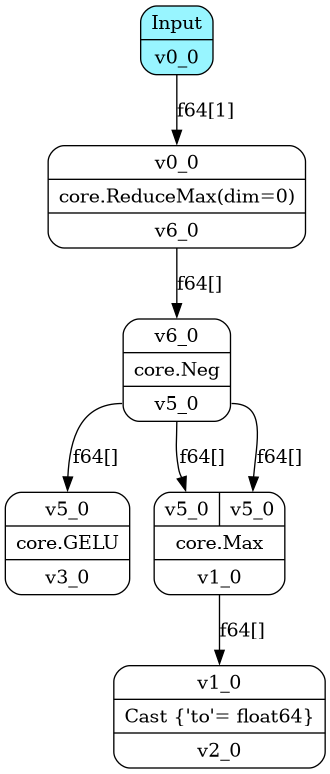 Input
v0_0
f64[1]
v0_0
core.ReduceMax(dim=0)
v6_0
f64[]
v6_0
core.Neg
v5_0
f64[] f64[] f64[]
v5_0 v5_0 v5_0
core.GELU core.Max
v3_0 v1_0
f64[]
v1_0
Cast {'to'= float64}
v2_0